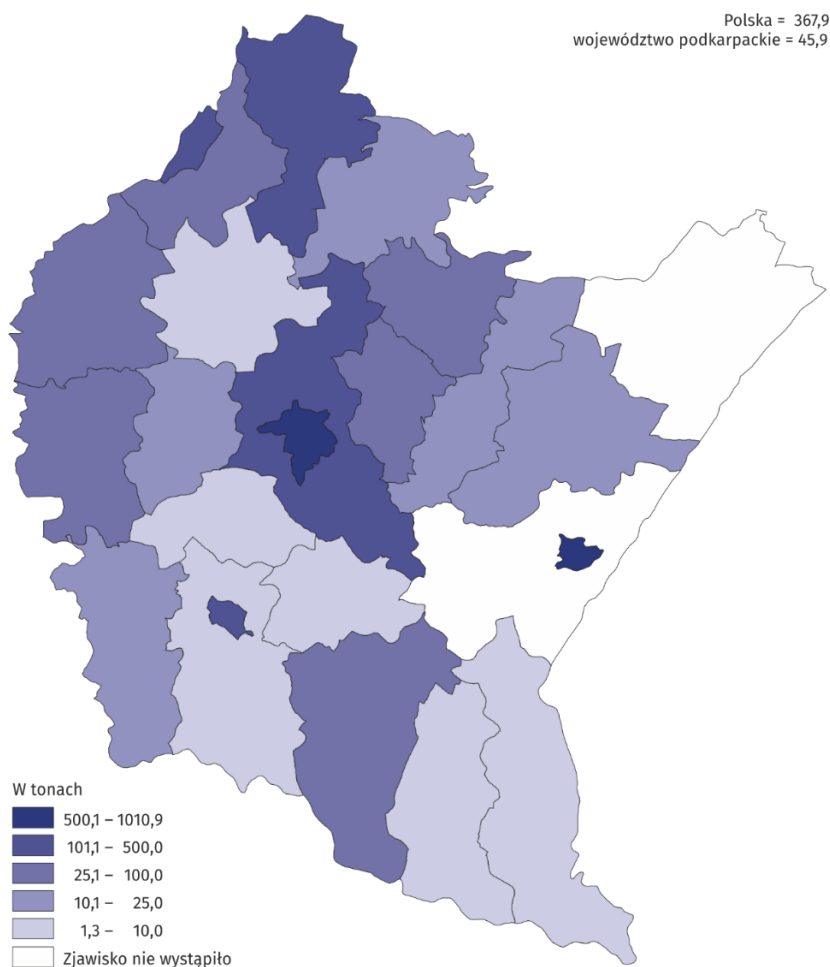 Polska = 367,9
województwo podkarpackie = 45,9
W tonach
500,1 – 1010,9
101,1 – 500,0
25,1 – 100,0
10,1 – 25,0
1,3 – 10,0
Zjawisko nie wystąpiło